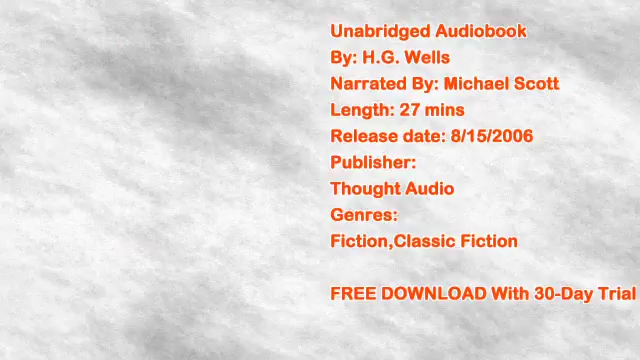 Unabridged Audiobook
By: H.G. Wells
Narrated By: Michael Scott
Length: 27 mins
Release date: 8/15/2006
Publisher:
Thought Audio
Genres:
Fiction,Classic Fiction
FREE DOWNLOAD With 30-Day Trial